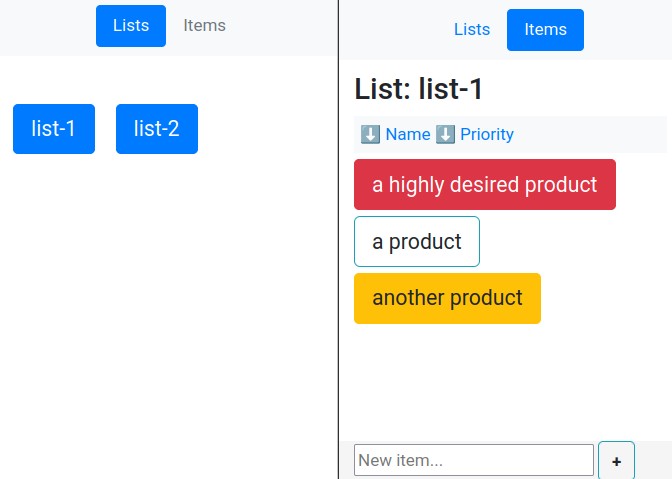 Lists Items
list-1 list-2
Lists Items
List: list-1
⬇️ Name ⬇️ Priority
a highly desired product
a product
another product
New item...
+